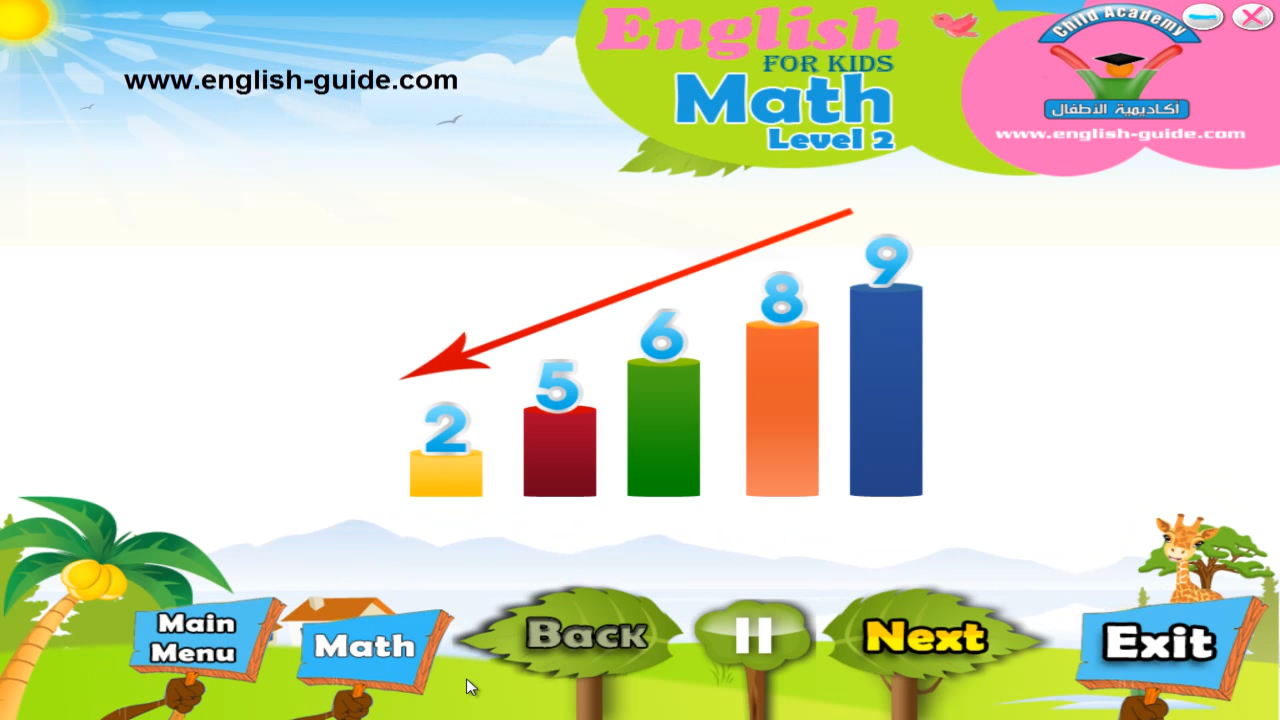 www.english-guide.com
English
FOR KIDS
Math
Level 2
Child Academy
أكاديمية الأطفال
www.english-guide.com
9
8
6
5
2
Main
Menu
Math
Back
Next
Exit